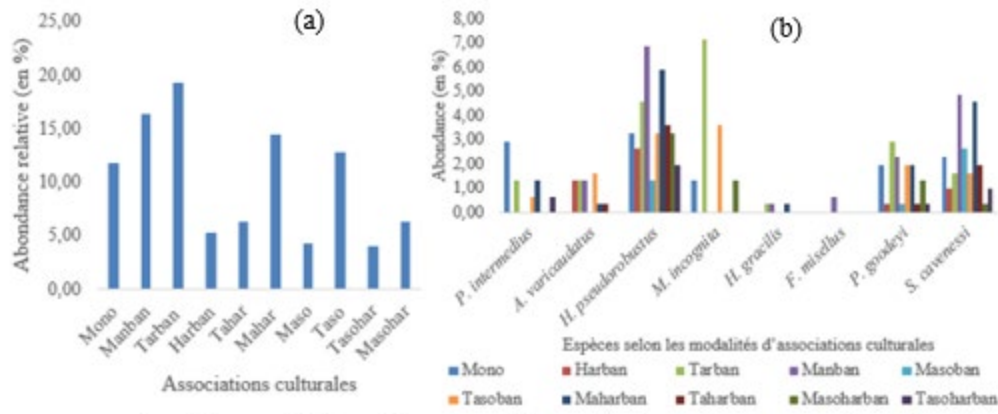 (a)
25,00
20,00
15,00
10,00
5,00
0,00
Abondance relative (en %)
Mono
Manban
Tarban
Harban
Tahar
Mahar
Maso
Taso
Tasohar
Masohar
Associations culturales
(b)
8,00
7,00
6,00
5,00
4,00
3,00
2,00
1,00
0,00
Abondance (en %)
P. intermedius
A. varicaudatus
H. pseudorobustus
M. incognita
H. gracilis
F. misellus
P. goodeyi
S. cavenessi
Espèces selon les modalités d'associations culturales
Mono Harban Tarban Manban Masoban
Tasoban Maharban Taharban Masoharban Tasoharban